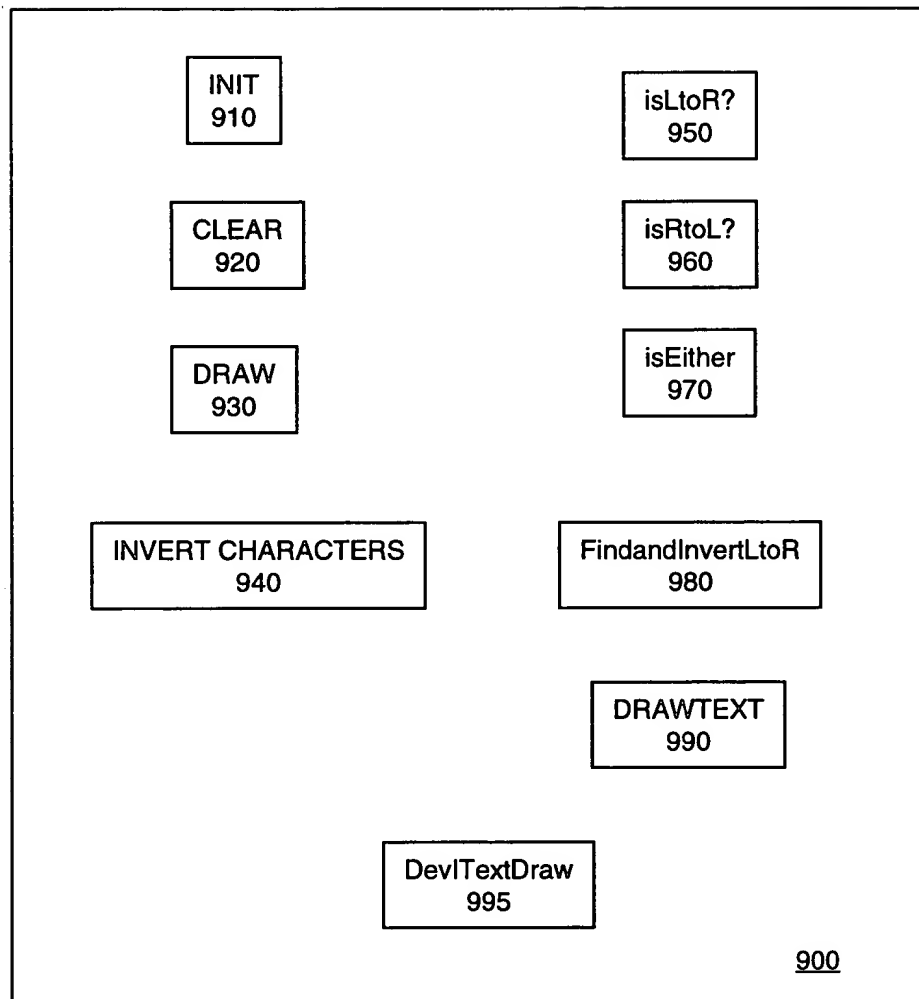 INIT
910
isLtoR?
950
CLEAR
920
isRtoL?
960
DRAW
930
isEither
970
INVERT CHARACTERS
940
FindandInvertLtoR
980
DRAWTEXT
990
DevITextDraw
995
900